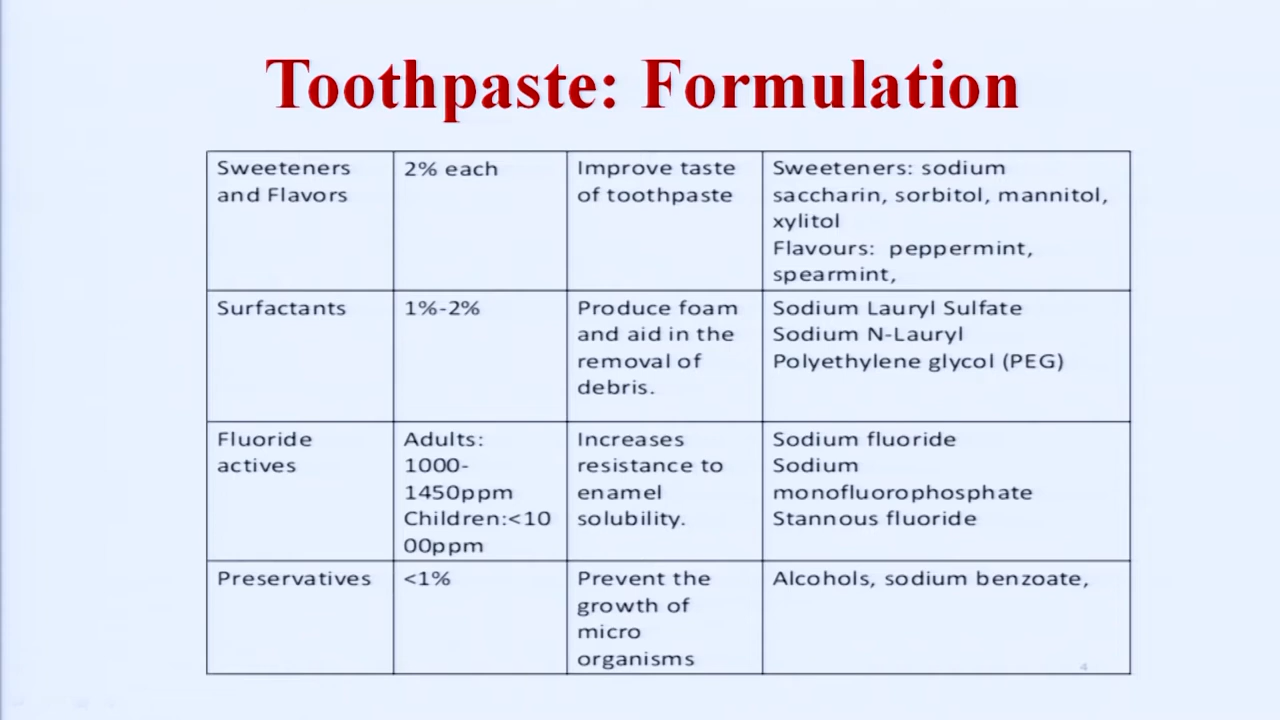 Toothpaste: Formulation
Sweeteners
and Flavors
2% each
Improve taste
of toothpaste
Sweeteners: sodium
saccharin, sorbitol, mannitol,
xylitol
Flavours: peppermint,
spearmint,
Surfactants
1%-2%
Produce foam
and aid in the
removal of
debris.
Sodium Lauryl Sulfate
Sodium N-Lauryl
Polyethylene glycol (PEG)
Fluoride
actives
Adults:
1000-
1450ppm
Children:<10
00ppm
Increases
resistance to
enamel
solubility.
Sodium fluoride
Sodium
monofluorophosphate
Stannous fluoride
Preservatives
<1%
Prevent the
growth of
micro
organisms
Alcohols, sodium benzoate,
4